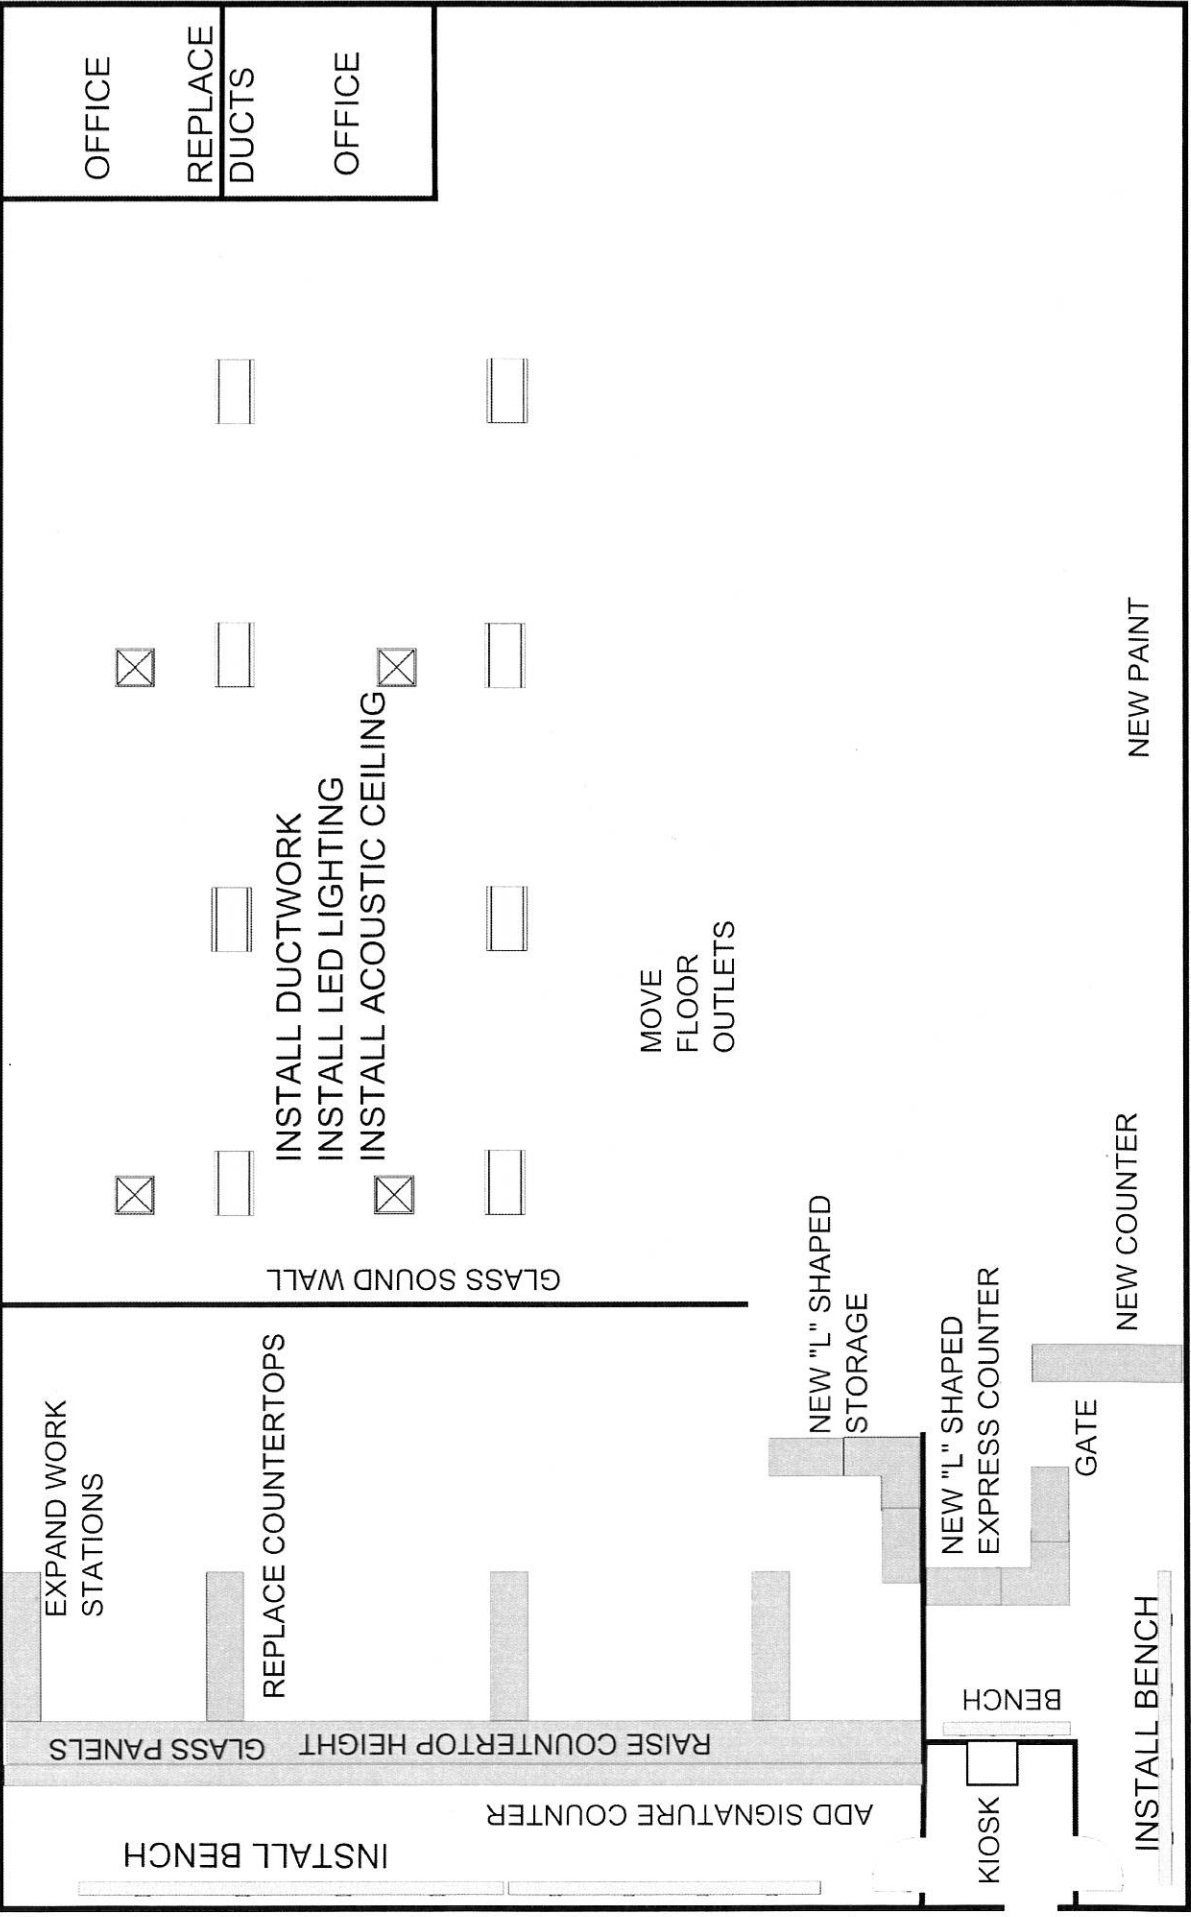 OFFICE
REPLACE
DUCTS
OFFICE
INSTALL DUCTWORK
INSTALL LED LIGHTING
INSTALL ACOUSTIC CEILING
MOVE
FLOOR
OUTLETS
NEW PAINT
GLASS SOUND WALL
EXPAND WORK
STATIONS
REPLACE COUNTERTOPS
NEW "L" SHAPED
STORAGE
NEW "L" SHAPED
EXPRESS COUNTER
NEW COUNTER
GATE
GLASS PANELS
RAISE COUNTERTOP HEIGHT
ADD SIGNATURE COUNTER
INSTALL BENCH
BENCH
KIOSK
INSTALL BENCH